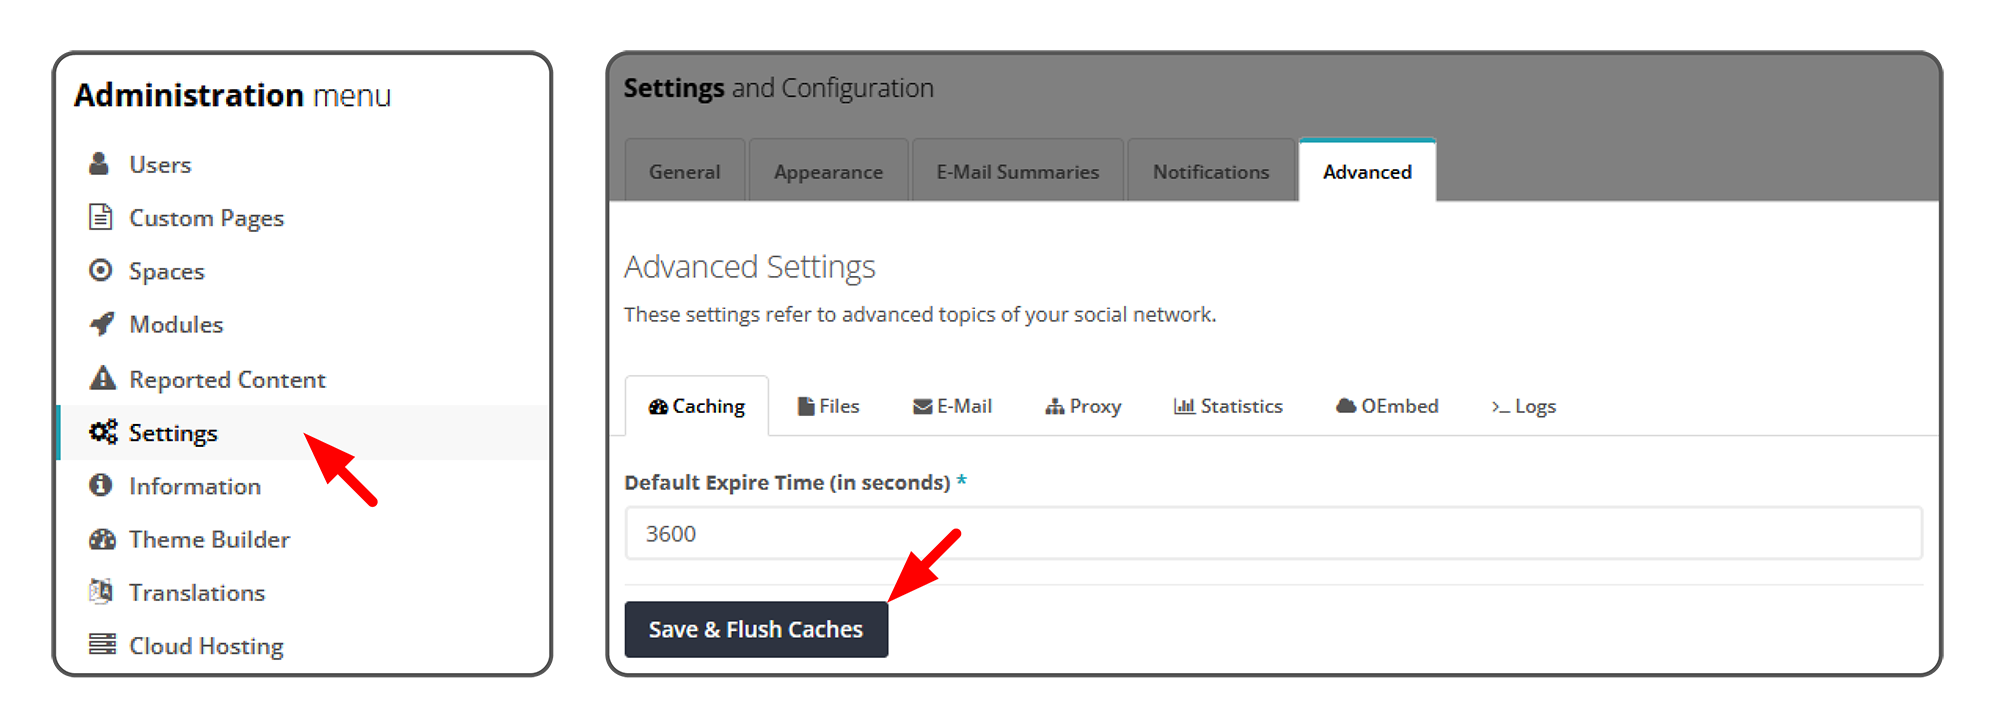 Administration menu
Users
Custom Pages
Spaces
Modules
Reported Content
Settings
Information
Theme Builder
Translations
Cloud Hosting
Settings and Configuration
General Appearance E-Mail Summaries Notifications Advanced
Advanced Settings
These settings refer to advanced topics of your social network.
Caching Files E-Mail Proxy Statistics OEmbed >_ Logs
Default Expire Time (in seconds) *
3600
Save & Flush Caches